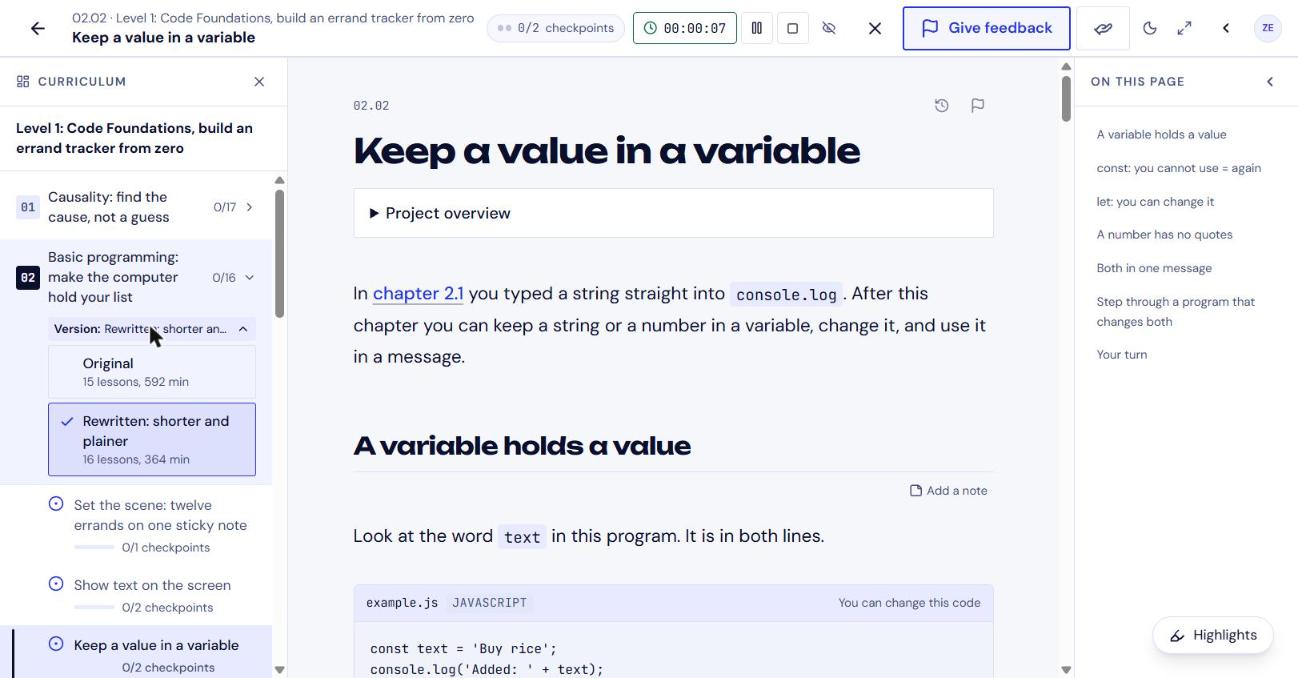 02.02 · Level 1: Code Foundations, build an errand tracker from zero
Keep a value in a variable
0/2 checkpoints
00:00:07
Give feedback
ZE
CURRICULUM
Level 1: Code Foundations, build an
errand tracker from zero
01
Causality: find the
cause, not a guess
0/17
02
Basic programming:
make the computer
hold your list
0/16
Version: Rewritten: shorter an…
Original
15 lessons, 592 min
Rewritten: shorter and
plainer
16 lessons, 364 min
Set the scene: twelve
errands on one sticky note
0/1 checkpoints
Show text on the screen
0/2 checkpoints
Keep a value in a variable
0/2 checkpoints
02.02
Keep a value in a variable
Project overview
In chapter 2.1 you typed a string straight into console.log. After this
chapter you can keep a string or a number in a variable, change it, and use it
in a message.
A variable holds a value
Add a note
Look at the word text in this program. It is in both lines.
example.js JAVASCRIPT
You can change this code
const text = 'Buy rice';
console.log('Added: ' + text);
ON THIS PAGE
A variable holds a value
const: you cannot use = again
let: you can change it
A number has no quotes
Both in one message
Step through a program that
changes both
Your turn
Highlights